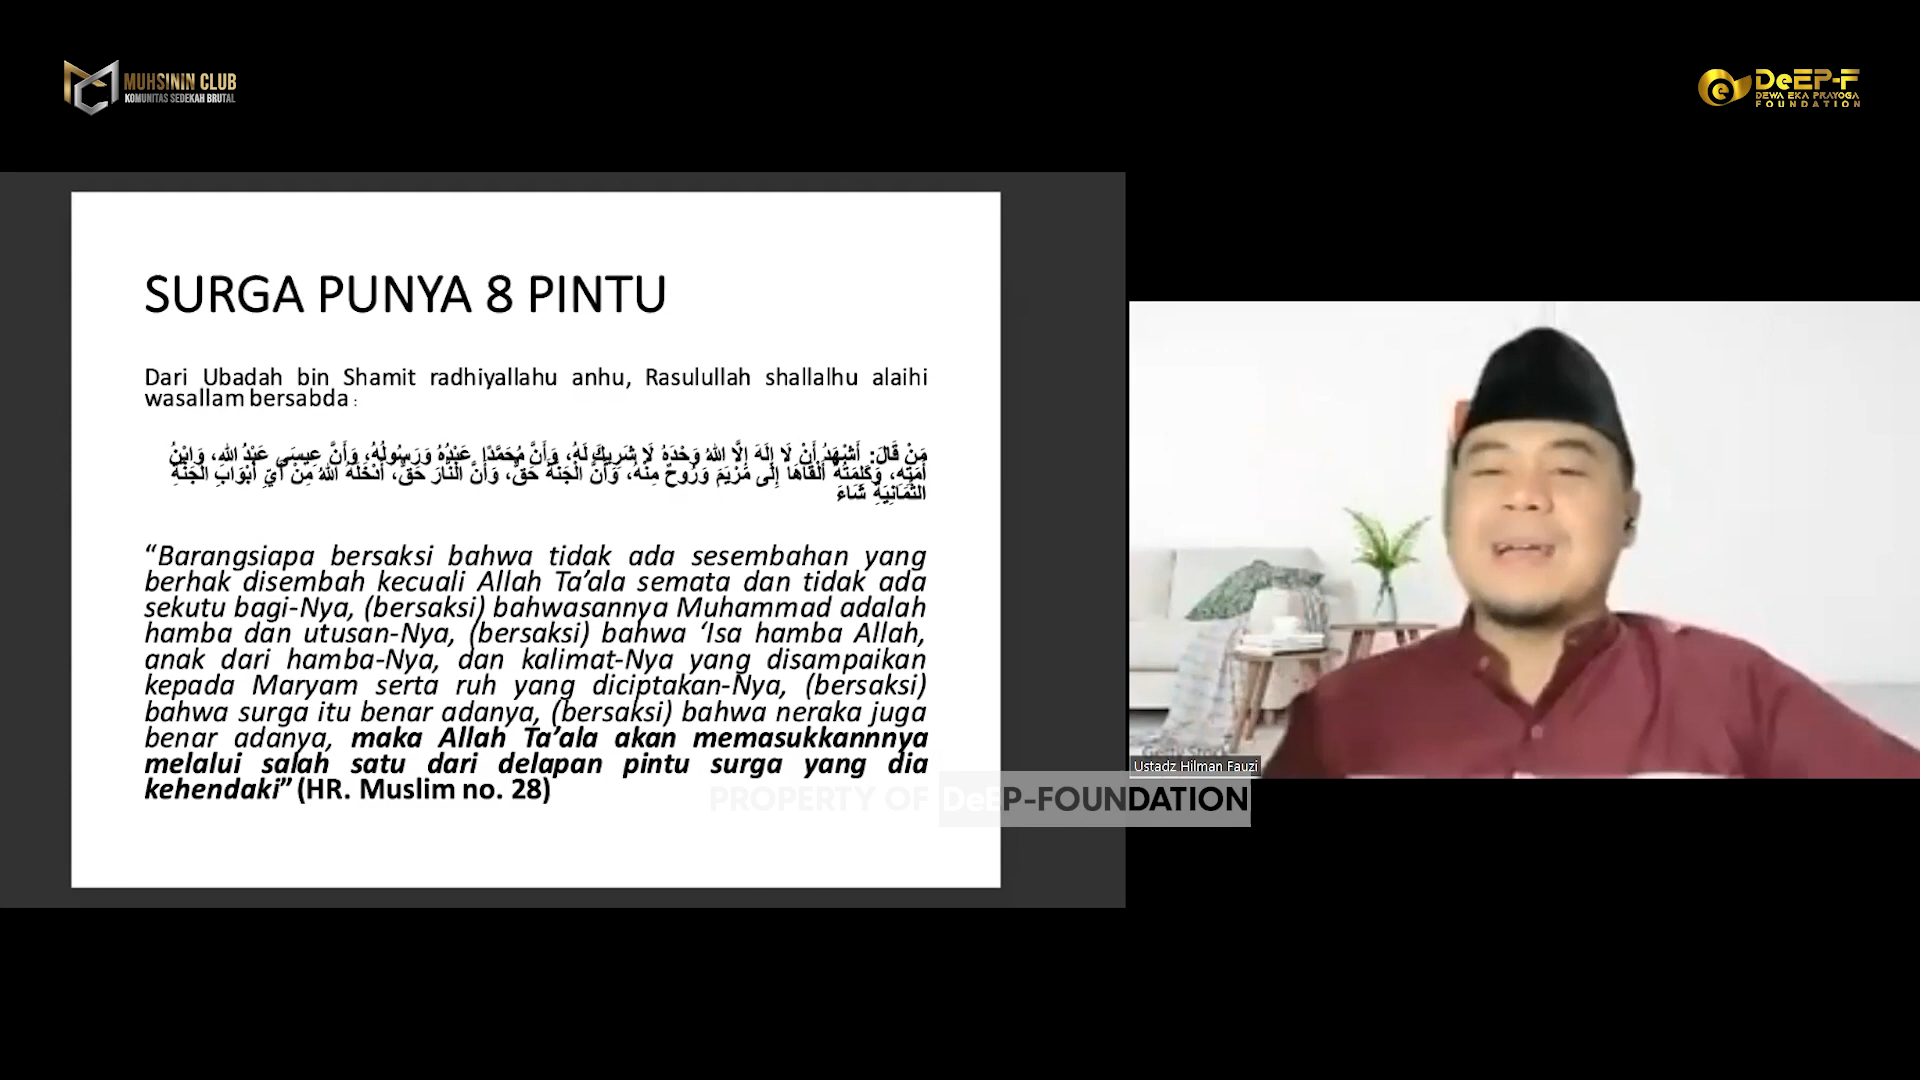 MUHSININ CLUB
KOMUNITAS SEDEKAH BRUTAL
DeEP-F
DEWA EKA PRAYOGA
FOUNDATION
SURGA PUNYA 8 PINTU
Dari Ubadah bin Shamit radhiyallahu anhu, Rasulullah shallalhu alaihi
wasallam bersabda :
مَنْ قَالَ: أَشْهَدُ أَنْ لَا إِلَهَ إِلَّا اللهُ وَحْدَهُ لَا شَرِيكَ لَهُ، وَأَنَّ مُحَمَّدًا عَبْدُهُ وَرَسُولُهُ، وَأَنَّ عِيسَى عَبْدُ اللهِ، وَابْنُ
أَمَتِهِ، وَكَلِمَتُهُ أَلْقَاهَا إِلَى مَرْيَمَ وَرُوحٌ مِنْهُ، وَأَنَّ الْجَنَّةَ حَقٌّ، وَأَنَّ النَّارَ حَقٌّ، أَدْخَلَهُ اللهُ مِنْ أَيِّ أَبْوَابِ الْجَنَّةِ
الثَّمَانِيَةِ شَاءَ
“Barangsiapa bersaksi bahwa tidak ada sesembahan yang
berhak disembah kecuali Allah Ta’ala semata dan tidak ada
sekutu bagi-Nya, (bersaksi) bahwasannya Muhammad adalah
hamba dan utusan-Nya, (bersaksi) bahwa ‘Isa hamba Allah,
anak dari hamba-Nya, dan kalimat-Nya yang disampaikan
kepada Maryam serta ruh yang diciptakan-Nya, (bersaksi)
bahwa surga itu benar adanya, (bersaksi) bahwa neraka juga
benar adanya, maka Allah Ta’ala akan memasukkannnya
melalui salah satu dari delapan pintu surga yang dia
kehendaki” (HR. Muslim no. 28)
Ustadz Hilman Fauzi
PROPERTY OF DeEP-FOUNDATION